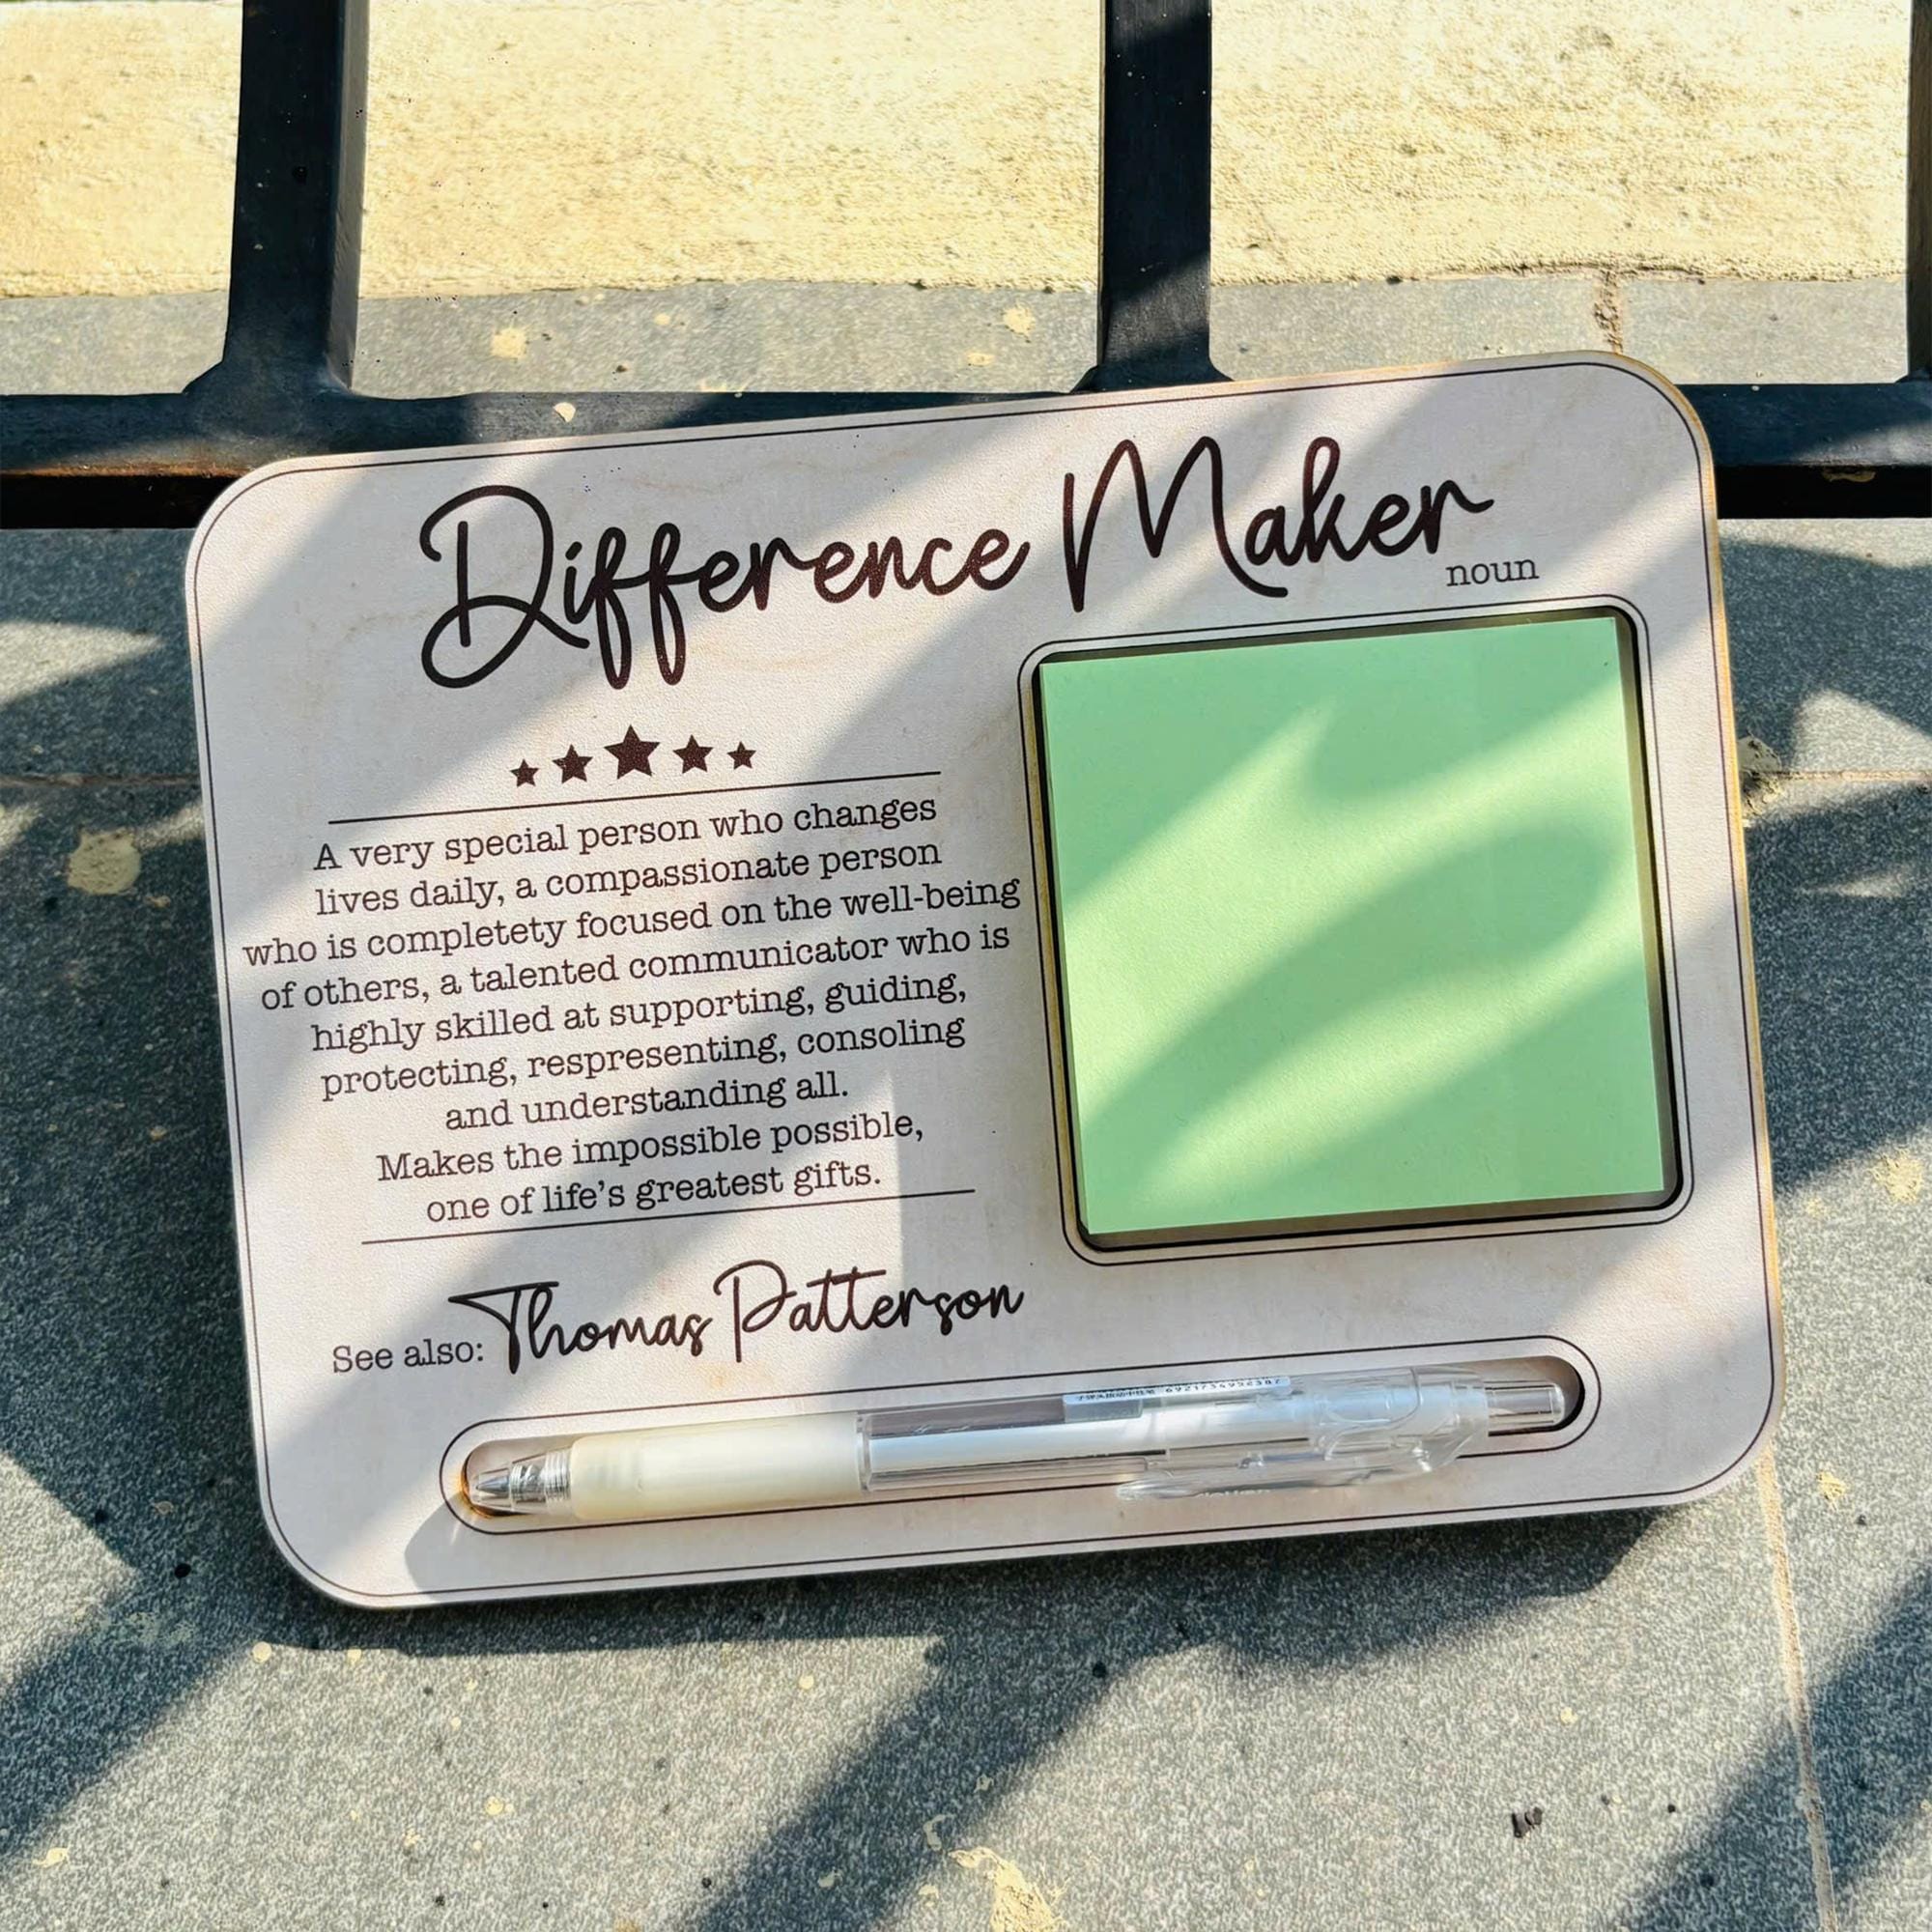 Difference Maker
noun
A very special person who changes
lives daily, a compassionate person
who is completety focused on the well-being
of others, a talented communicator who is
highly skilled at supporting, guiding,
protecting, respresenting, consoling
and understanding all.
Makes the impossible possible,
one of life's greatest gifts.
See also: Thomas Patterson
6921734952387